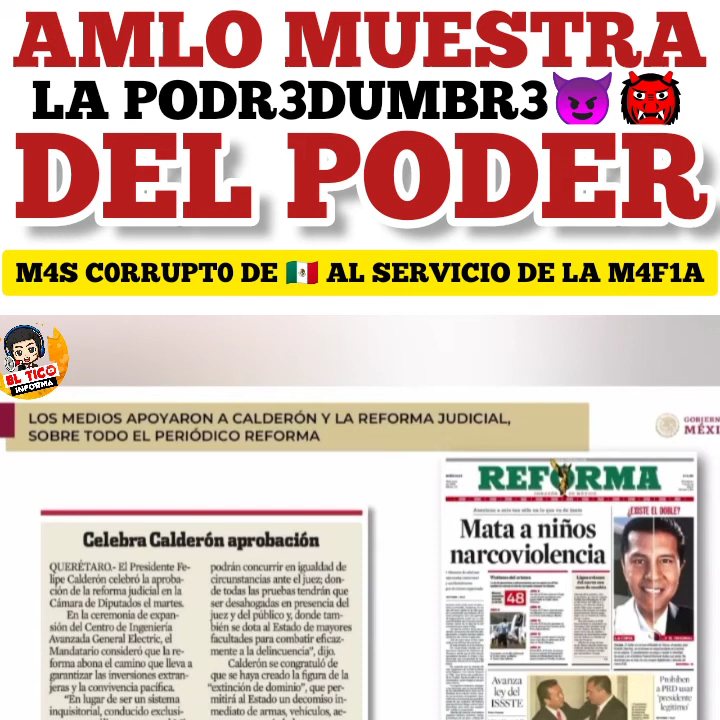 AMLO MUESTRA
LA PODR3DUMBR3
DEL PODER
M4S C0RRUPT0 DE AL SERVICIO DE LA M4F1A
EL TICO
INFORMA
LOS MEDIOS APOYARON A CALDERÓN Y LA REFORMA JUDICIAL,
SOBRE TODO EL PERIÓDICO REFORMA
GOBIERN
MÉXI
Celebra Calderón aprobación
QUERÉTARO.- El Presidente Fe-
lipe Calderón celebró la aproba-
ción de la reforma judicial en la
Cámara de Diputados el martes.
En la ceremonia de expan-
sión del Centro de Ingeniería
Avanzada General Electric, el
Mandatario consideró que la re-
forma abona el camino que lleva a
garantizar las inversiones extran-
jeras y la convivencia pacífica.
"En lugar de ser un sistema
inquisitorial, conducido exclusi-
podrán concurrir en igualdad de
circunstancias ante el juez; don-
de todas las pruebas tendrán que
ser desahogadas en presencia del
juez y del público y, donde tam-
bién se dota al Estado de mayores
facultades para combatir eficaz-
mente a la delincuencia", dijo.
Calderón se congratuló de
que se haya creado la figura de la
"extinción de dominio", que per-
mitirá al Estado un decomiso in-
mediato de armas, vehículos, ae-
REFORMA
CORAZÓN DE MÉXICO
Mata a niños
narcoviolencia
48
¿EXISTE EL DOBLE?
Avanza
ley del
ISSSTE
Prohíben
a PRD usar
'presidente
legítimo'